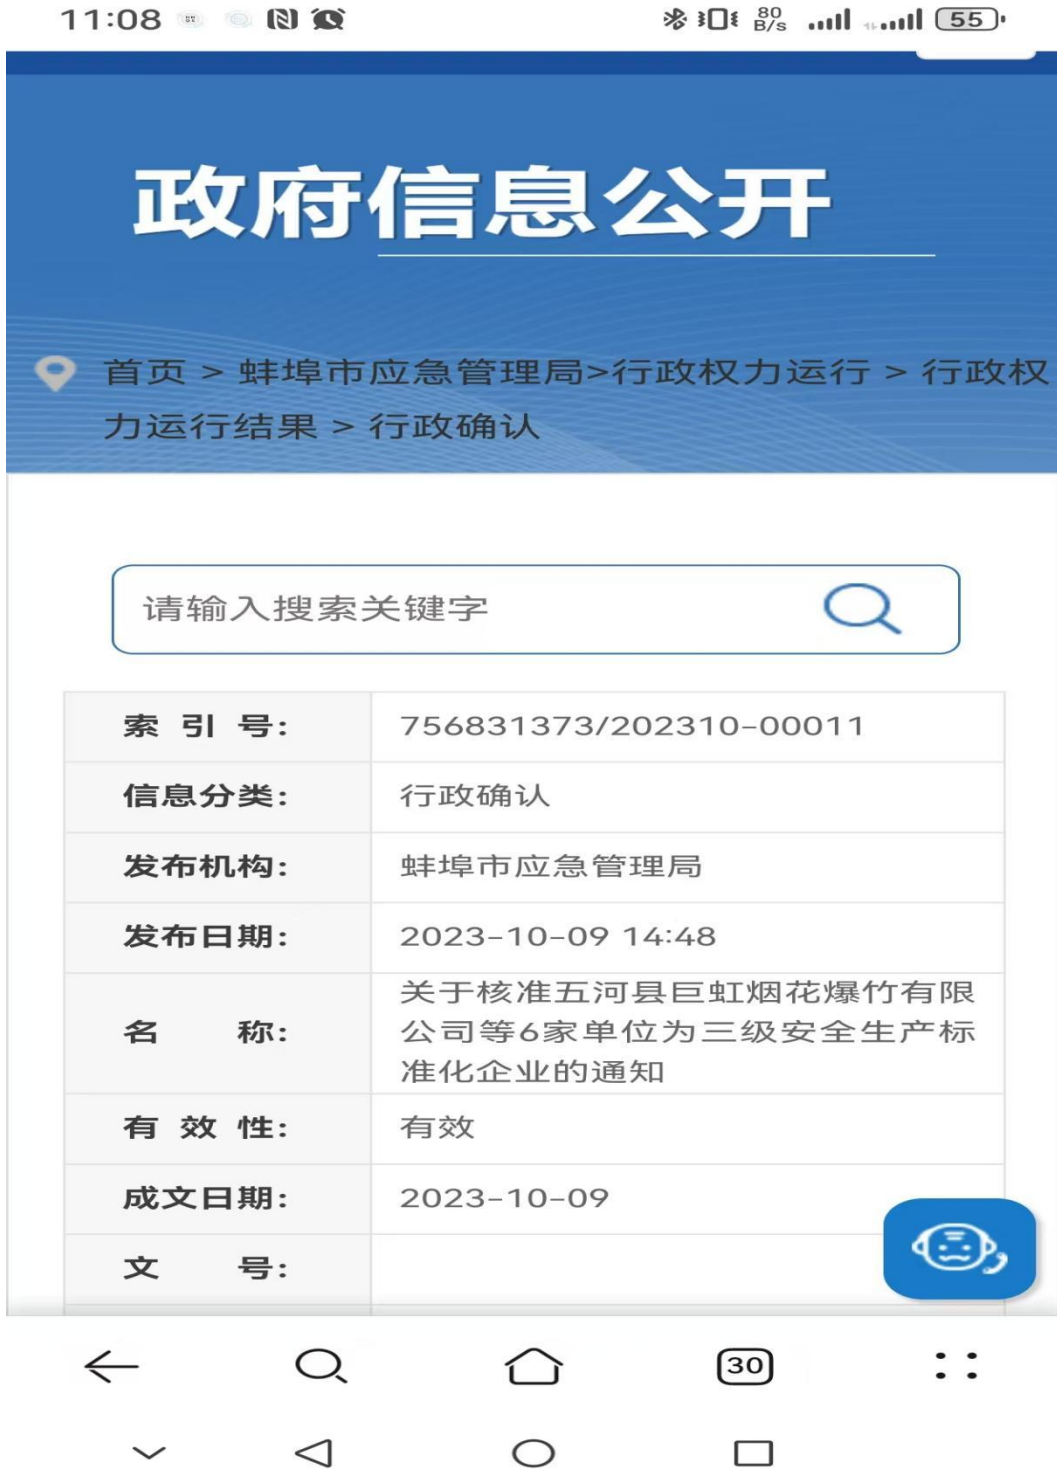 11:08
80
B/s
55
政府信息公开
首页 > 蚌埠市应急管理局>行政权力运行 > 行政权
力运行结果 > 行政确认
请输入搜索关键字
索 引 号: 756831373/202310-00011
信息分类: 行政确认
发布机构: 蚌埠市应急管理局
发布日期: 2023-10-09 14:48
名 称: 关于核准五河县巨虹烟花爆竹有限
公司等6家单位为三级安全生产标
准化企业的通知
有 效 性: 有效
成文日期: 2023-10-09
文 号:
30